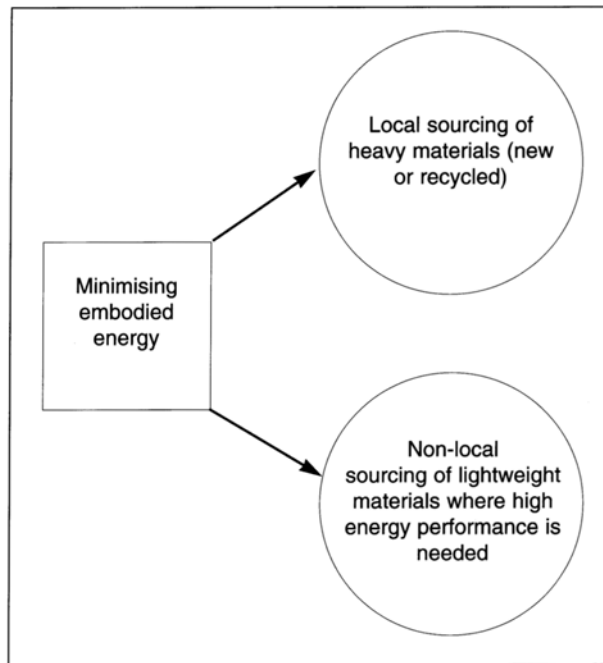 Local sourcing of
heavy materials (new
or recycled)
Minimising
embodied
energy
Non-local
sourcing of lightweight
materials where high
energy performance is
needed